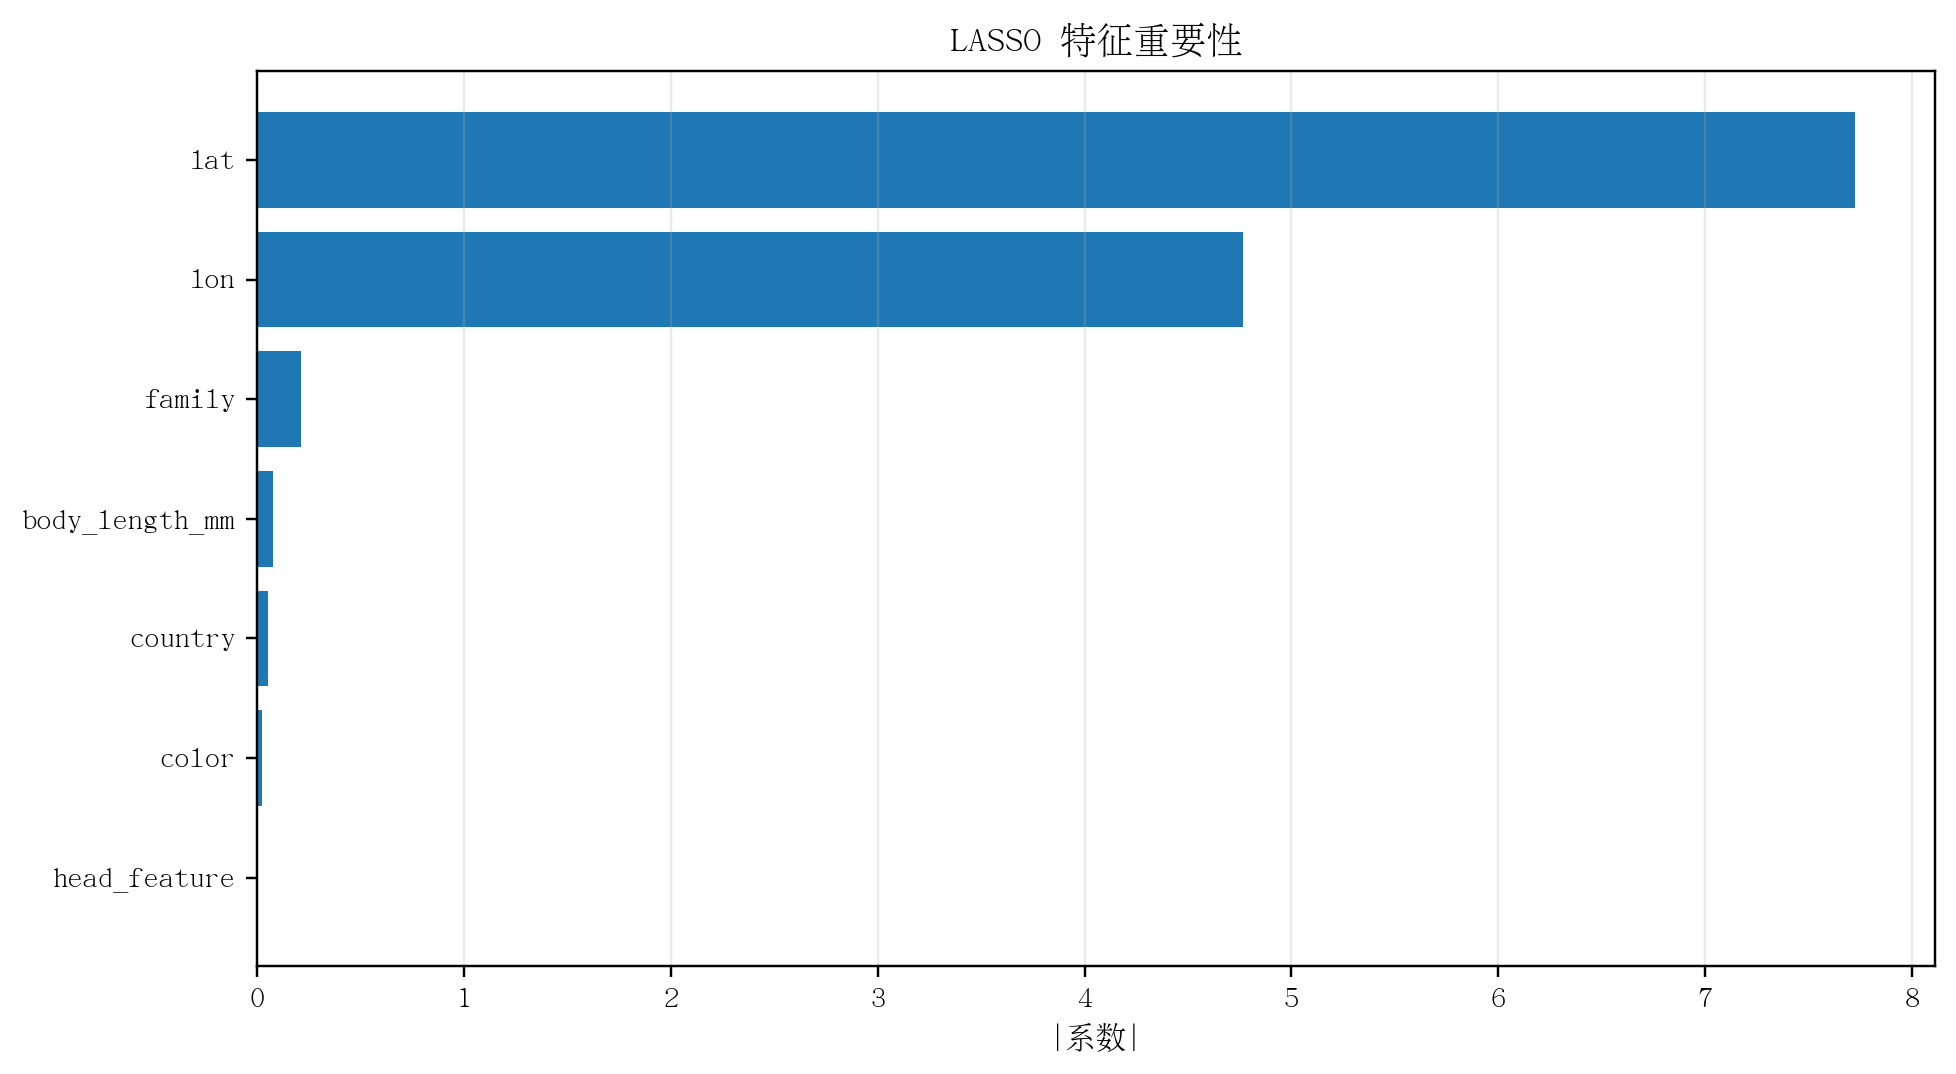 LASSO 特征重要性
lat
lon
family
body_length_mm
country
color
head_feature
0 1 2 3 4 5 6 7 8
|系数|